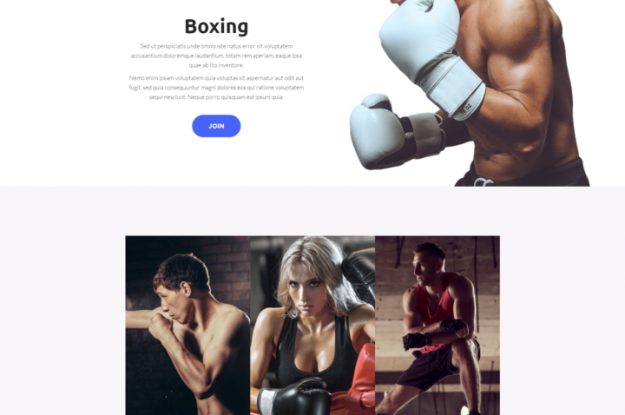 Boxing
Sed ut perspiciatis unde omnis iste natus error sit voluptatem
accusantium doloremque laudantium, totam rem aperiam, eaque ipsa
quae ab illo inventore.
Nemo enim ipsam voluptatem quia voluptas sit aspernatur aut odit aut
fugit, sed quia consequuntur magni dolores eos qui ratione voluptatem
sequi nesciunt. Neque porro quisquam est ipsum quia.
JOIN